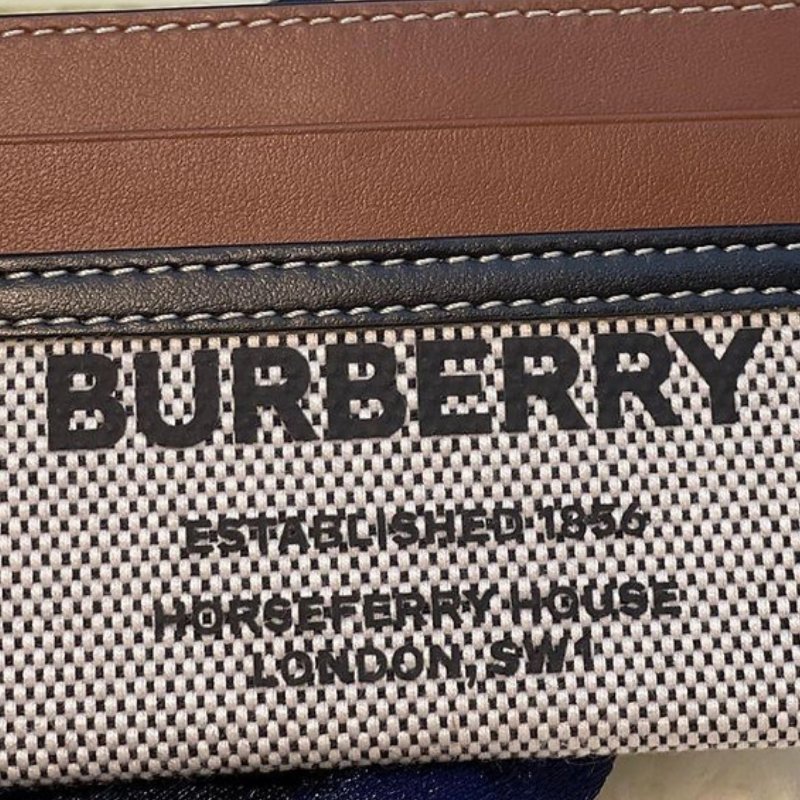 BURBERRY
ESTABLISHED 1856
HORSEFERRY HOUSE
LONDON, SW1